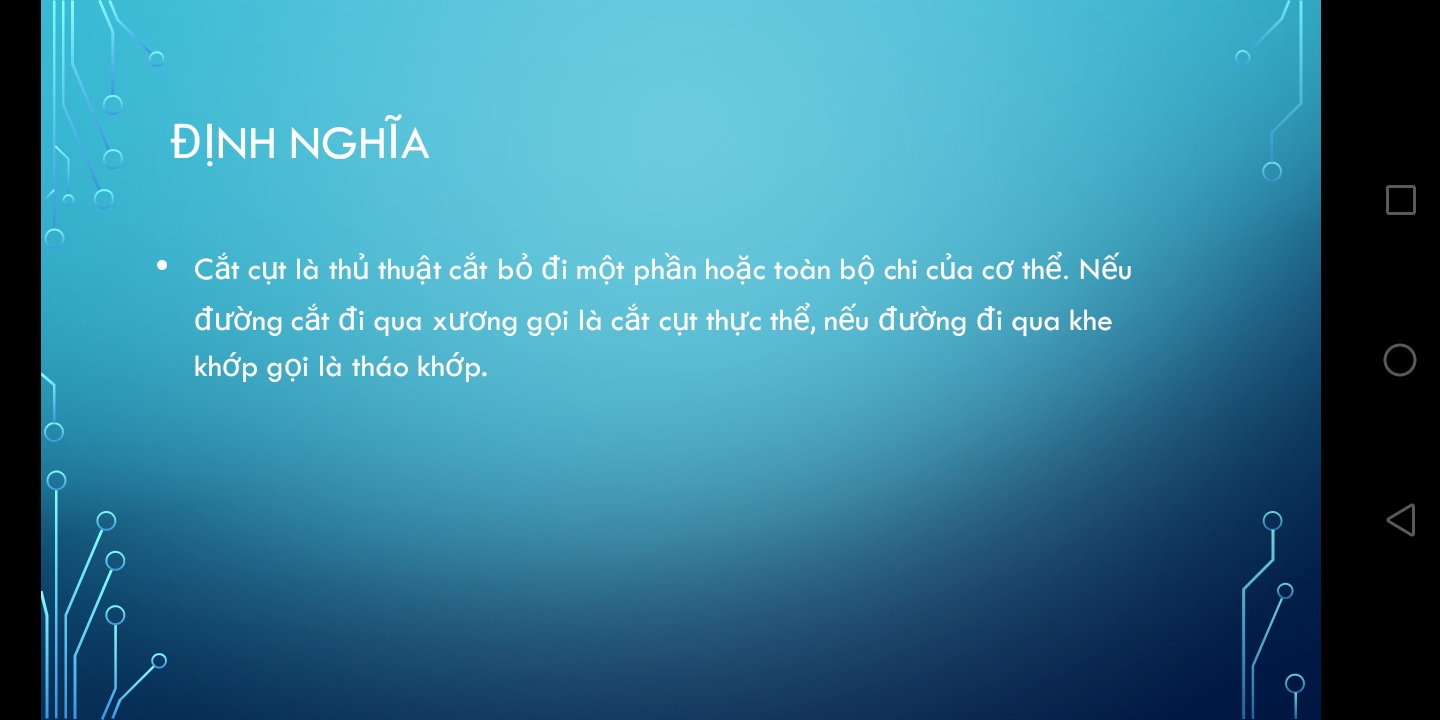 ĐỊNH NGHĨA
• Cắt cụt là thủ thuật cắt bỏ đi một phần hoặc toàn bộ chi của cơ thể. Nếu
đường cắt đi qua xương gọi là cắt cụt thực thể, nếu đường đi qua khe
khớp gọi là tháo khớp.